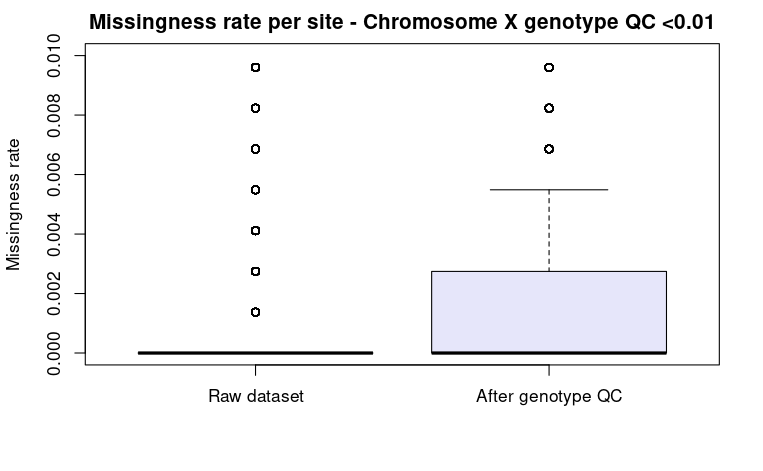 Missingness rate per site - Chromosome X genotype QC <0.01
Missingness rate
0.010
0.008
0.006
0.004
0.002
0.000
Raw dataset
After genotype QC